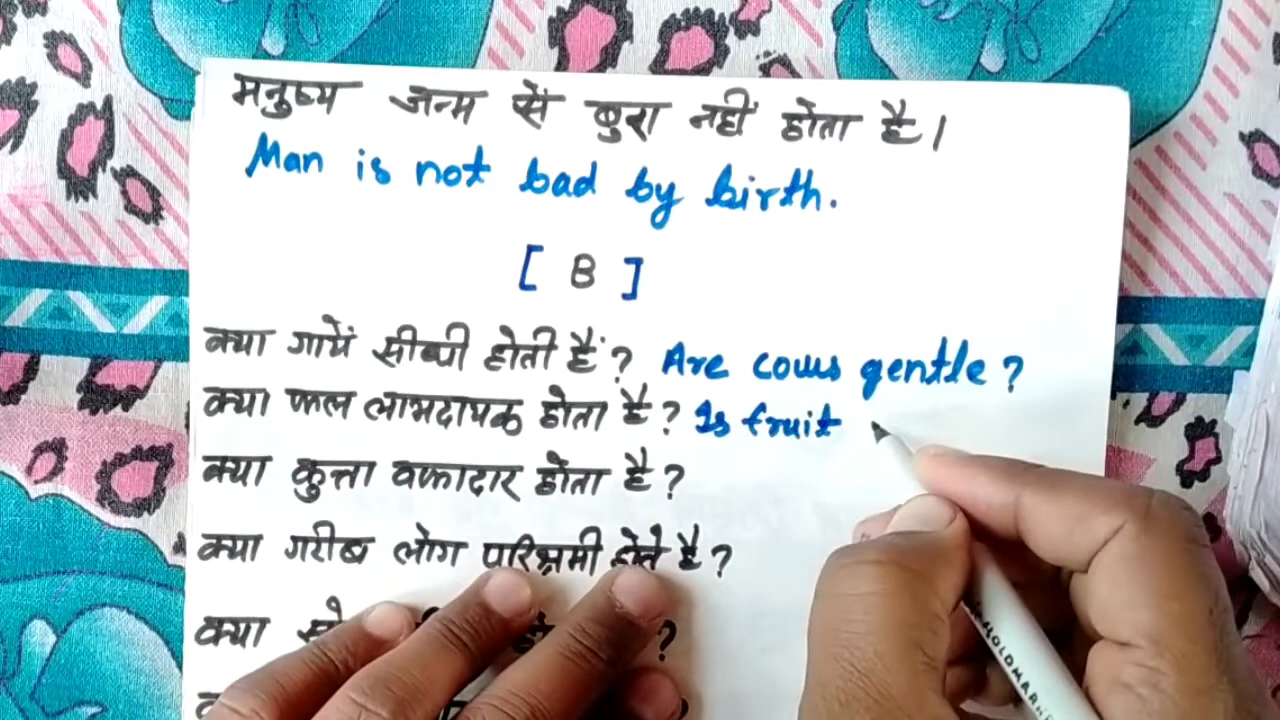 मनुष्य जन्म से बुरा नहीं होता है।
Man is not bad by birth.
[ B ]
क्या गायें सीधी होती हैं? Are cows gentle?
क्या फल लाभदायक होता है? Is fruit
क्या कुत्ता वफादार होता है?
क्या गरीब लोग परिश्रमी होते है?
क्या ?